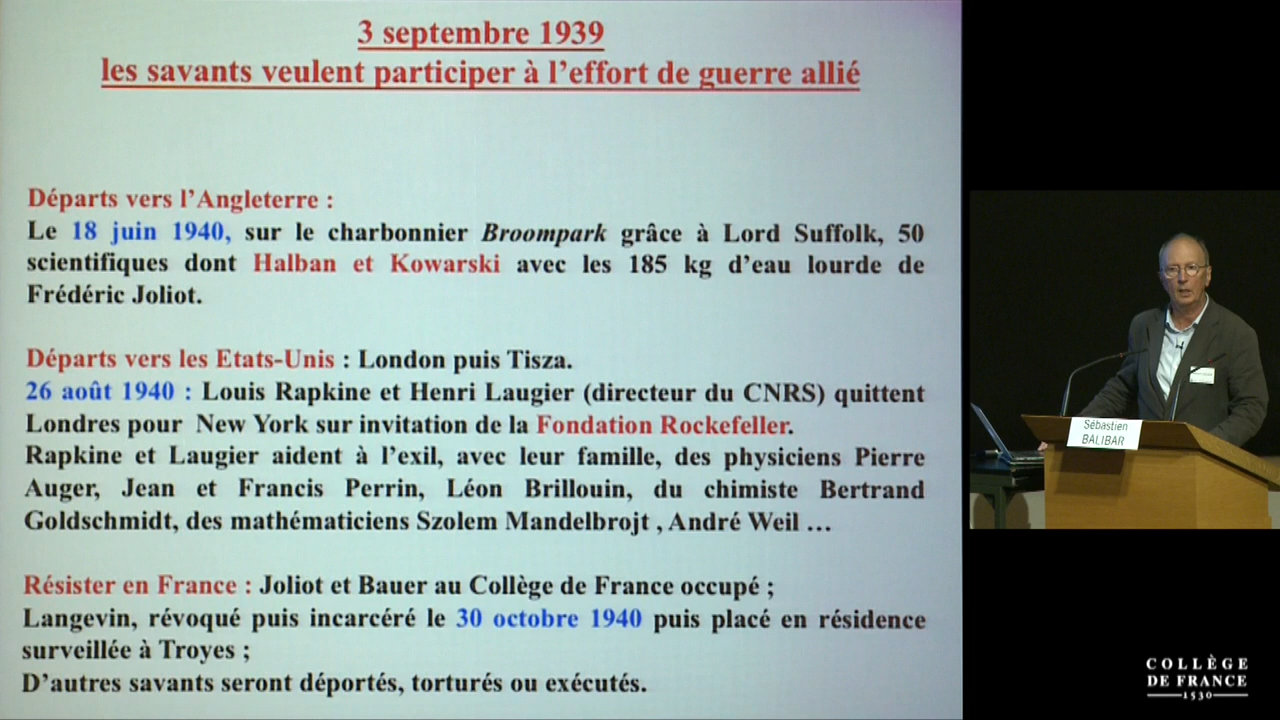 3 septembre 1939
les savants veulent participer à l’effort de guerre allié
Départs vers l’Angleterre :
Le 18 juin 1940, sur le charbonnier Broompark grâce à Lord Suffolk, 50
scientifiques dont Halban et Kowarski avec les 185 kg d’eau lourde de
Frédéric Joliot.
Départs vers les Etats-Unis : London puis Tisza.
26 août 1940 : Louis Rapkine et Henri Laugier (directeur du CNRS) quittent
Londres pour New York sur invitation de la Fondation Rockefeller.
Rapkine et Laugier aident à l’exil, avec leur famille, des physiciens Pierre
Auger, Jean et Francis Perrin, Léon Brillouin, du chimiste Bertrand
Goldschmidt, des mathématiciens Szolem Mandelbrojt , André Weil …
Résister en France : Joliot et Bauer au Collège de France occupé ;
Langevin, révoqué puis incarcéré le 30 octobre 1940 puis placé en résidence
surveillée à Troyes ;
D’autres savants seront déportés, torturés ou exécutés.
Sébastien
BALIBAR
COLLÈGE
DE FRANCE
1530